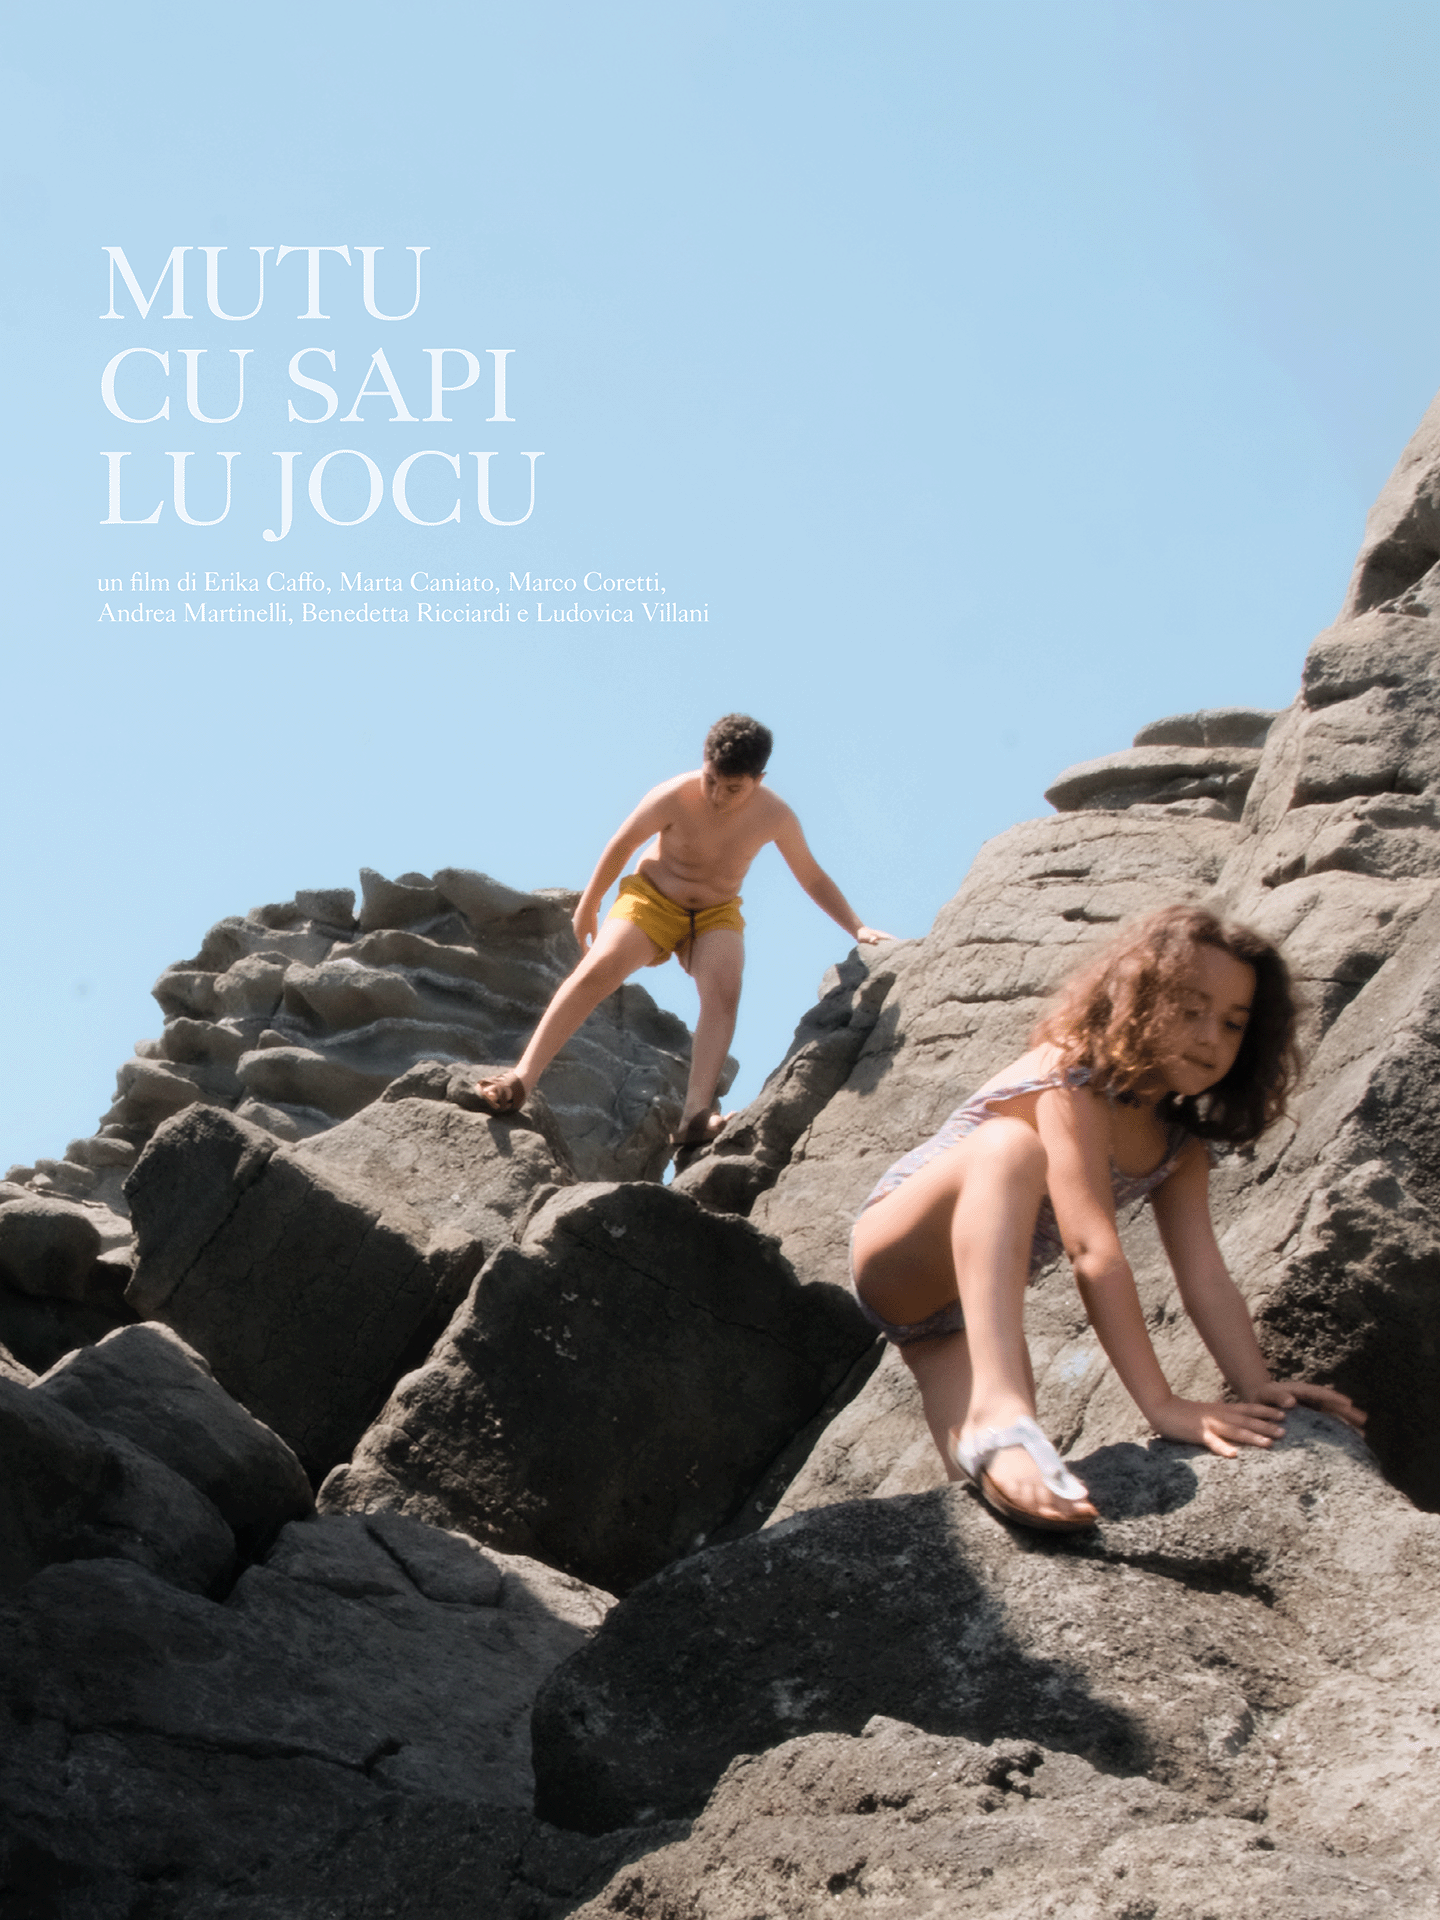 MUTU
CU SAPI
LU JOCU
un film di Erika Caffo, Marta Caniato, Marco Coretti,
Andrea Martinelli, Benedetta Ricciardi e Ludovica Villani